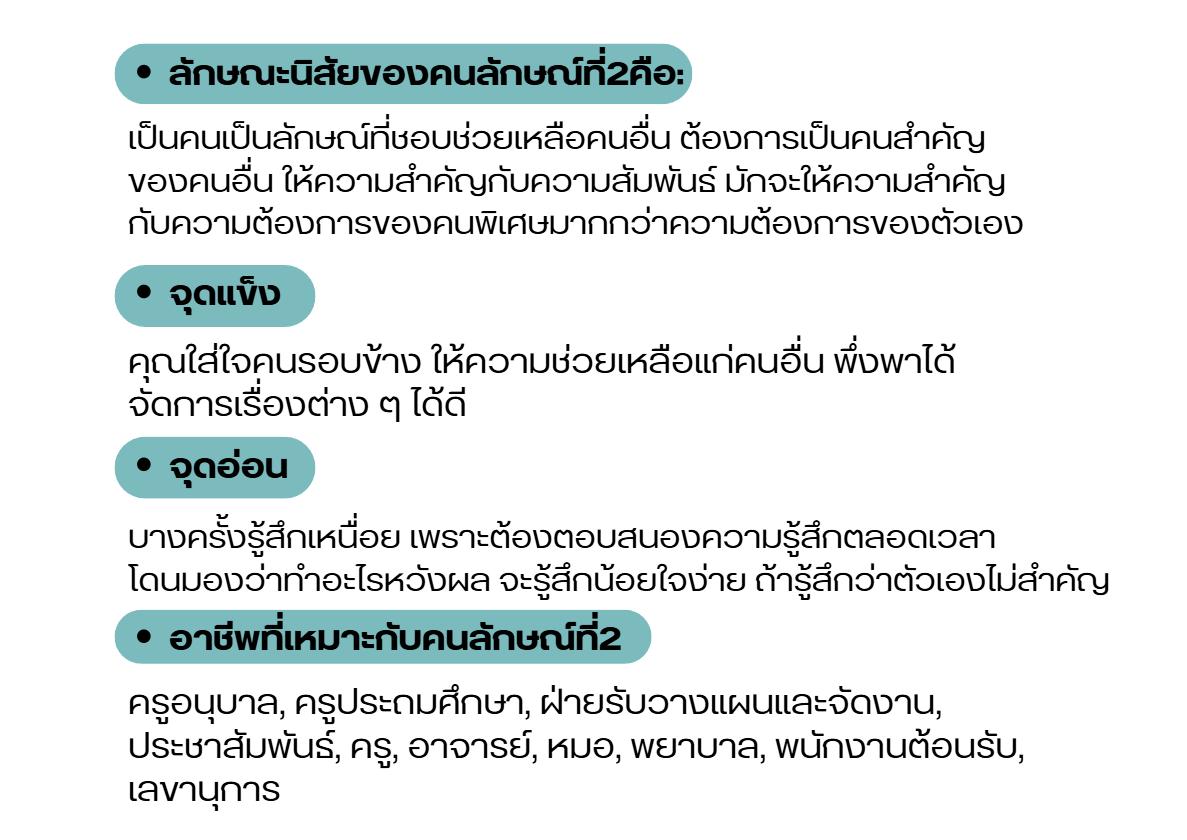 • ลักษณะนิสัยของคนลักษณ์ที่2คือ:
เป็นคนเป็นลักษณ์ที่ชอบช่วยเหลือคนอื่น ต้องการเป็นคนสำคัญ
ของคนอื่น ให้ความสำคัญกับความสัมพันธ์ มักจะให้ความสำคัญ
กับความต้องการของคนพิเศษมากกว่าความต้องการของตัวเอง
• จุดแข็ง
คุณใส่ใจคนรอบข้าง ให้ความช่วยเหลือแก่คนอื่น พึ่งพาได้
จัดการเรื่องต่าง ๆ ได้ดี
• จุดอ่อน
บางครั้งรู้สึกเหนื่อย เพราะต้องตอบสนองความรู้สึกตลอดเวลา
โดนมองว่าทำอะไรหวังผล จะรู้สึกน้อยใจง่าย ถ้ารู้สึกว่าตัวเองไม่สำคัญ
• อาชีพที่เหมาะกับคนลักษณ์ที่2
ครูอนุบาล, ครูประถมศึกษา, ฝ่ายรับวางแผนและจัดงาน,
ประชาสัมพันธ์, ครู, อาจารย์, หมอ, พยาบาล, พนักงานต้อนรับ,
เลขานุการ